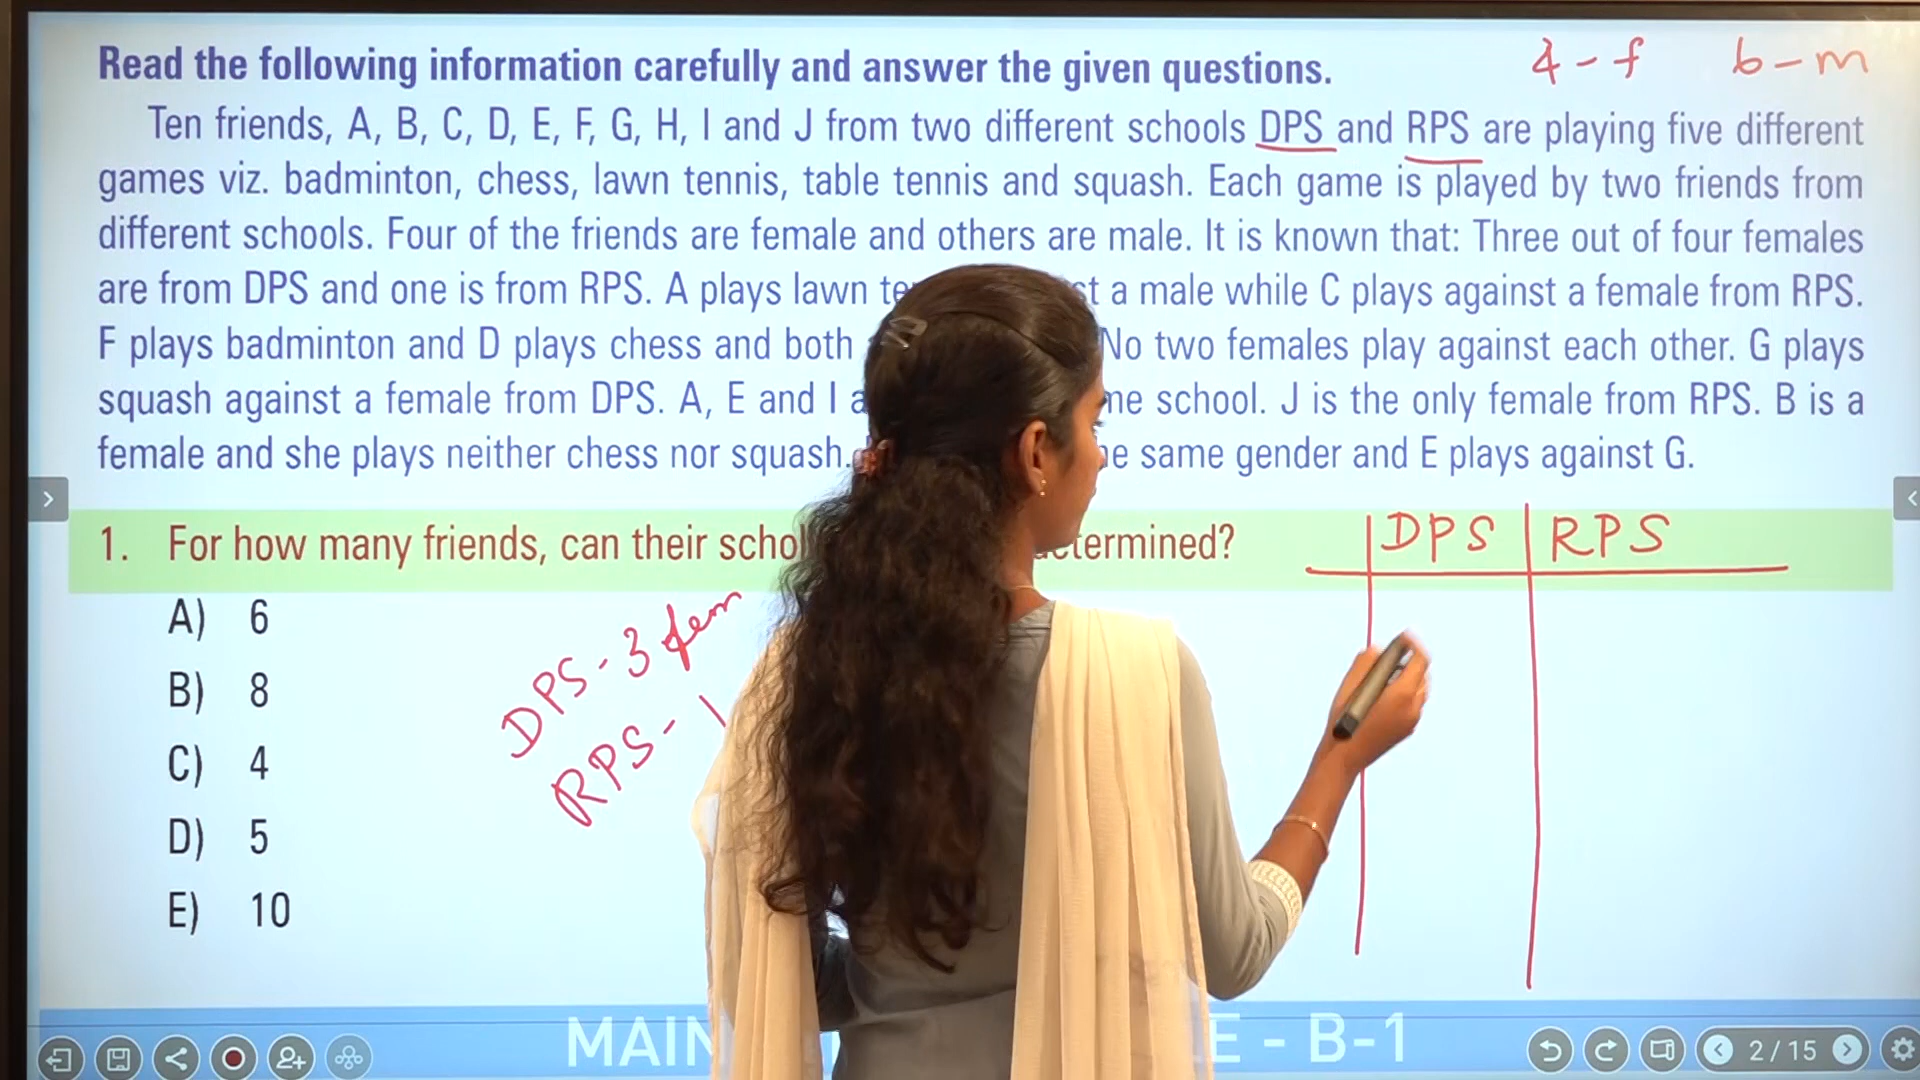 Read the following information carefully and answer the given questions.
4 - f b - m
Ten friends, A, B, C, D, E, F, G, H, I and J from two different schools DPS and RPS are playing five different
games viz. badminton, chess, lawn tennis, table tennis and squash. Each game is played by two friends from
different schools. Four of the friends are female and others are male. It is known that: Three out of four females
are from DPS and one is from RPS. A plays lawn a male while C plays against a female from RPS.
F plays badminton and D plays chess and both No two females play against each other. G plays
squash against a female from DPS. A, E and I school. J is the only female from RPS. B is a
female and she plays neither chess nor squash. same gender and E plays against G.
1. For how many friends, can their determined?
DPS RPS
A) 6
B) 8
C) 4
D) 5
E) 10
DPS - 3 fem
RPS - 1
MAIN E - B-1
2 / 15